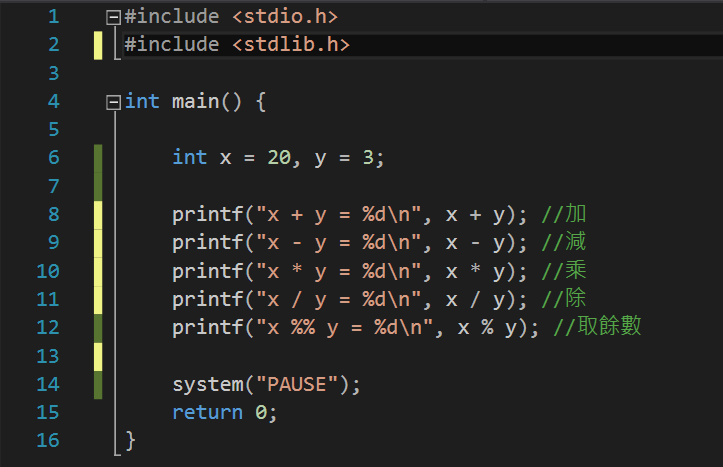 1 #include <stdio.h>
2 #include <stdlib.h>
3
4 int main() {
5
6 int x = 20, y = 3;
7
8 printf("x + y = %d\n", x + y); //加
9 printf("x - y = %d\n", x - y); //減
10 printf("x * y = %d\n", x * y); //乘
11 printf("x / y = %d\n", x / y); //除
12 printf("x %% y = %d\n", x % y); //取餘數
13
14 system("PAUSE");
15 return 0;
16 }